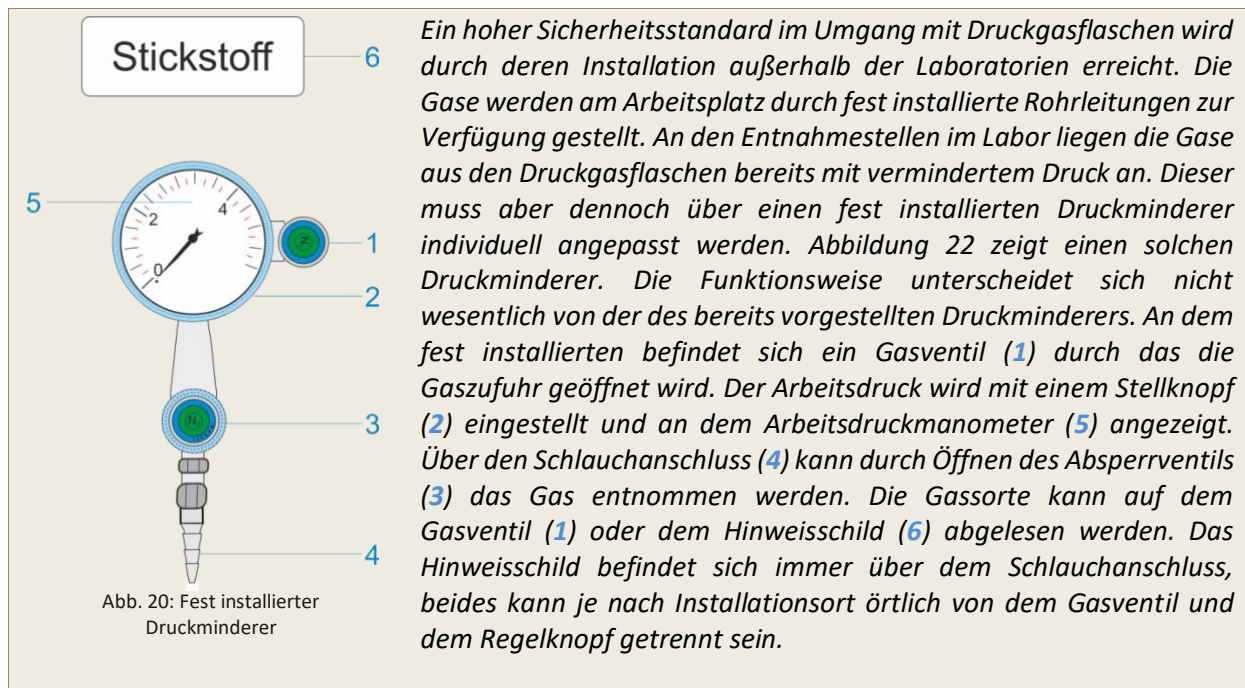 Stickstoff
6
5
2
4
0
N
1
2
N₂
3
4
Abb. 20: Fest installierter
Druckminderer
Ein hoher Sicherheitsstandard im Umgang mit Druckgasflaschen wird
durch deren Installation außerhalb der Laboratorien erreicht. Die
Gase werden am Arbeitsplatz durch fest installierte Rohrleitungen zur
Verfügung gestellt. An den Entnahmestellen im Labor liegen die Gase
aus den Druckgasflaschen bereits mit vermindertem Druck an. Dieser
muss aber dennoch über einen fest installierten Druckminderer
individuell angepasst werden. Abbildung 22 zeigt einen solchen
Druckminderer. Die Funktionsweise unterscheidet sich nicht
wesentlich von der des bereits vorgestellten Druckminderers. An dem
fest installierten befindet sich ein Gasventil (1) durch das die
Gaszufuhr geöffnet wird. Der Arbeitsdruck wird mit einem Stellknopf
(2) eingestellt und an dem Arbeitsdruckmanometer (5) angezeigt.
Über den Schlauchanschluss (4) kann durch Öffnen des Absperrventils
(3) das Gas entnommen werden. Die Gassorte kann auf dem
Gasventil (1) oder dem Hinweisschild (6) abgelesen werden. Das
Hinweisschild befindet sich immer über dem Schlauchanschluss,
beides kann je nach Installationsort örtlich von dem Gasventil und
dem Regelknopf getrennt sein.